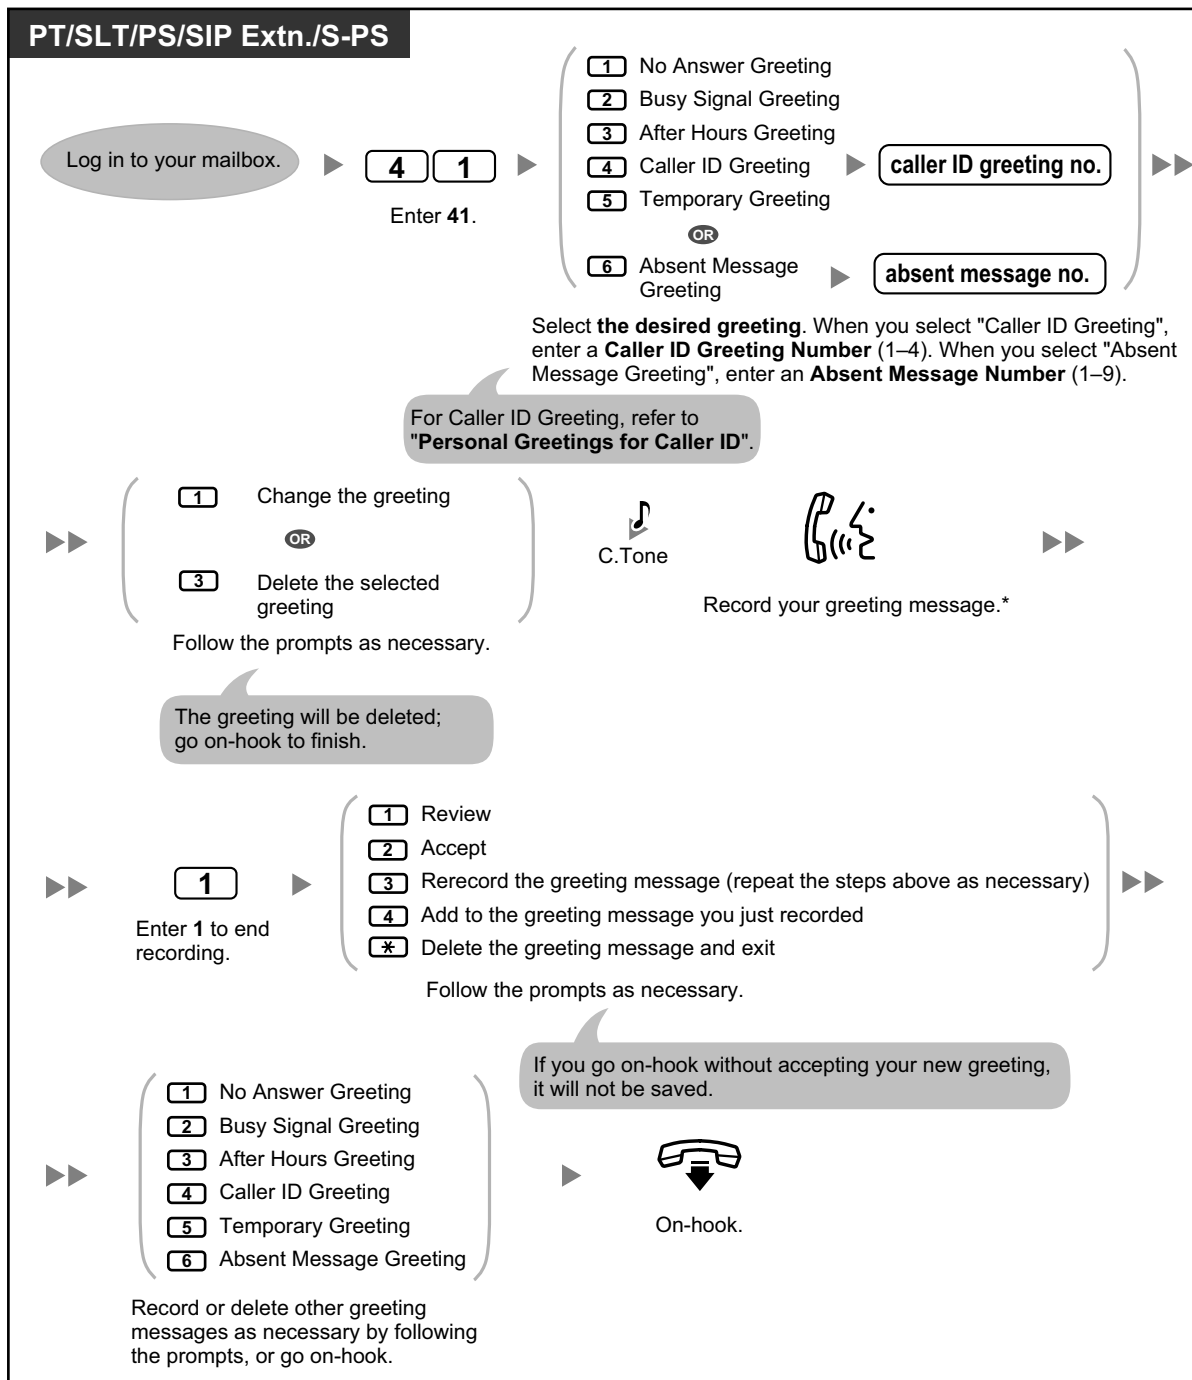 PT/SLT/PS/SIP Extn./S-PS
Log in to your mailbox.
4 1
Enter 41.
1 No Answer Greeting
2 Busy Signal Greeting
3 After Hours Greeting
4 Caller ID Greeting
caller ID greeting no.
5 Temporary Greeting
OR
6 Absent Message
Greeting
absent message no.
Select the desired greeting. When you select "Caller ID Greeting",
enter a Caller ID Greeting Number (1–4). When you select "Absent
Message Greeting", enter an Absent Message Number (1–9).
For Caller ID Greeting, refer to
"Personal Greetings for Caller ID".
1 Change the greeting
OR
3 Delete the selected
greeting
Follow the prompts as necessary.
C.Tone
Record your greeting message.*
The greeting will be deleted;
go on-hook to finish.
1
Enter 1 to end
recording.
1 Review
2 Accept
3 Rerecord the greeting message (repeat the steps above as necessary)
4 Add to the greeting message you just recorded
* Delete the greeting message and exit
Follow the prompts as necessary.
If you go on-hook without accepting your new greeting,
it will not be saved.
1 No Answer Greeting
2 Busy Signal Greeting
3 After Hours Greeting
4 Caller ID Greeting
5 Temporary Greeting
6 Absent Message Greeting
Record or delete other greeting
messages as necessary by following
the prompts, or go on-hook.
On-hook.